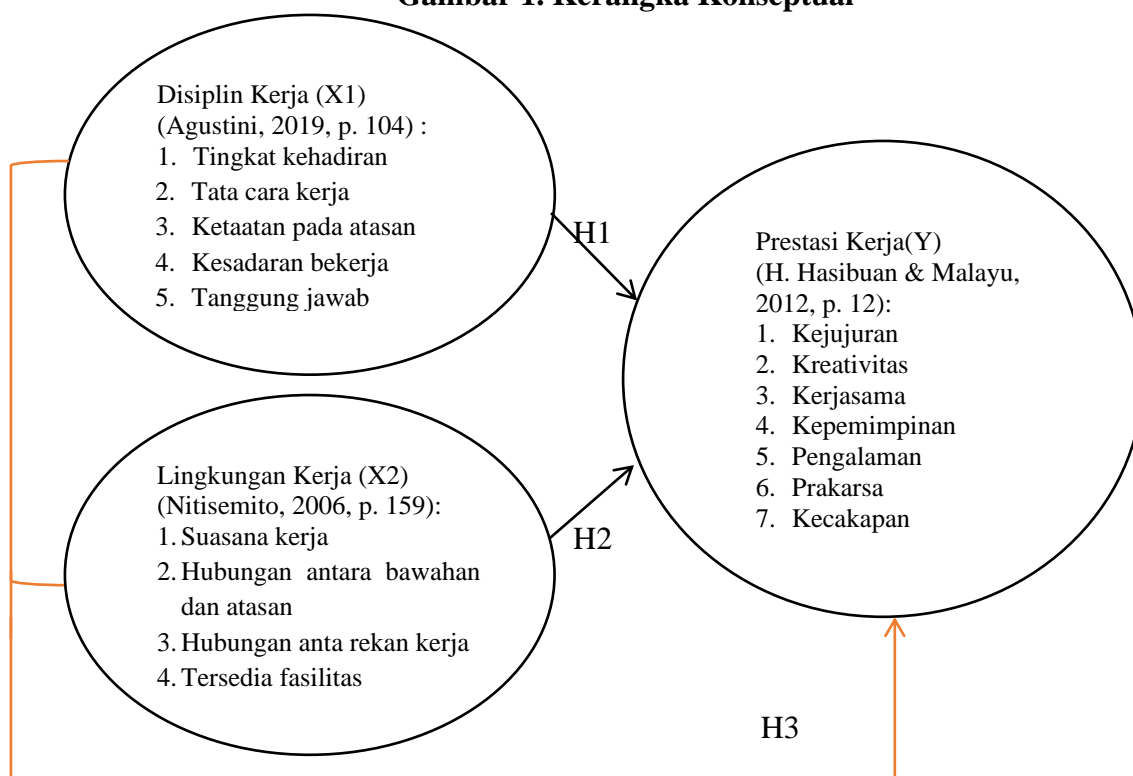 Gambar 1. Kerangka Konseptual
Disiplin Kerja (X1)
(Agustini, 2019, p. 104) :
1. Tingkat kehadiran
2. Tata cara kerja
3. Ketaatan pada atasan
4. Kesadaran bekerja
5. Tanggung jawab
H1
Prestasi Kerja(Y)
(H. Hasibuan & Malayu,
2012, p. 12):
1. Kejujuran
2. Kreativitas
3. Kerjasama
4. Kepemimpinan
5. Pengalaman
6. Prakarsa
7. Kecakapan
Lingkungan Kerja (X2)
(Nitisemito, 2006, p. 159):
1. Suasana kerja
2. Hubungan antara bawahan
dan atasan
3. Hubungan anta rekan kerja
4. Tersedia fasilitas
H2
H3